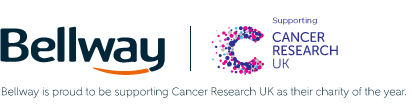 Bellway
Supporting
CANCER
RESEARCH
UK
Bellway is proud to be supporting Cancer Research UK as their charity of the year.